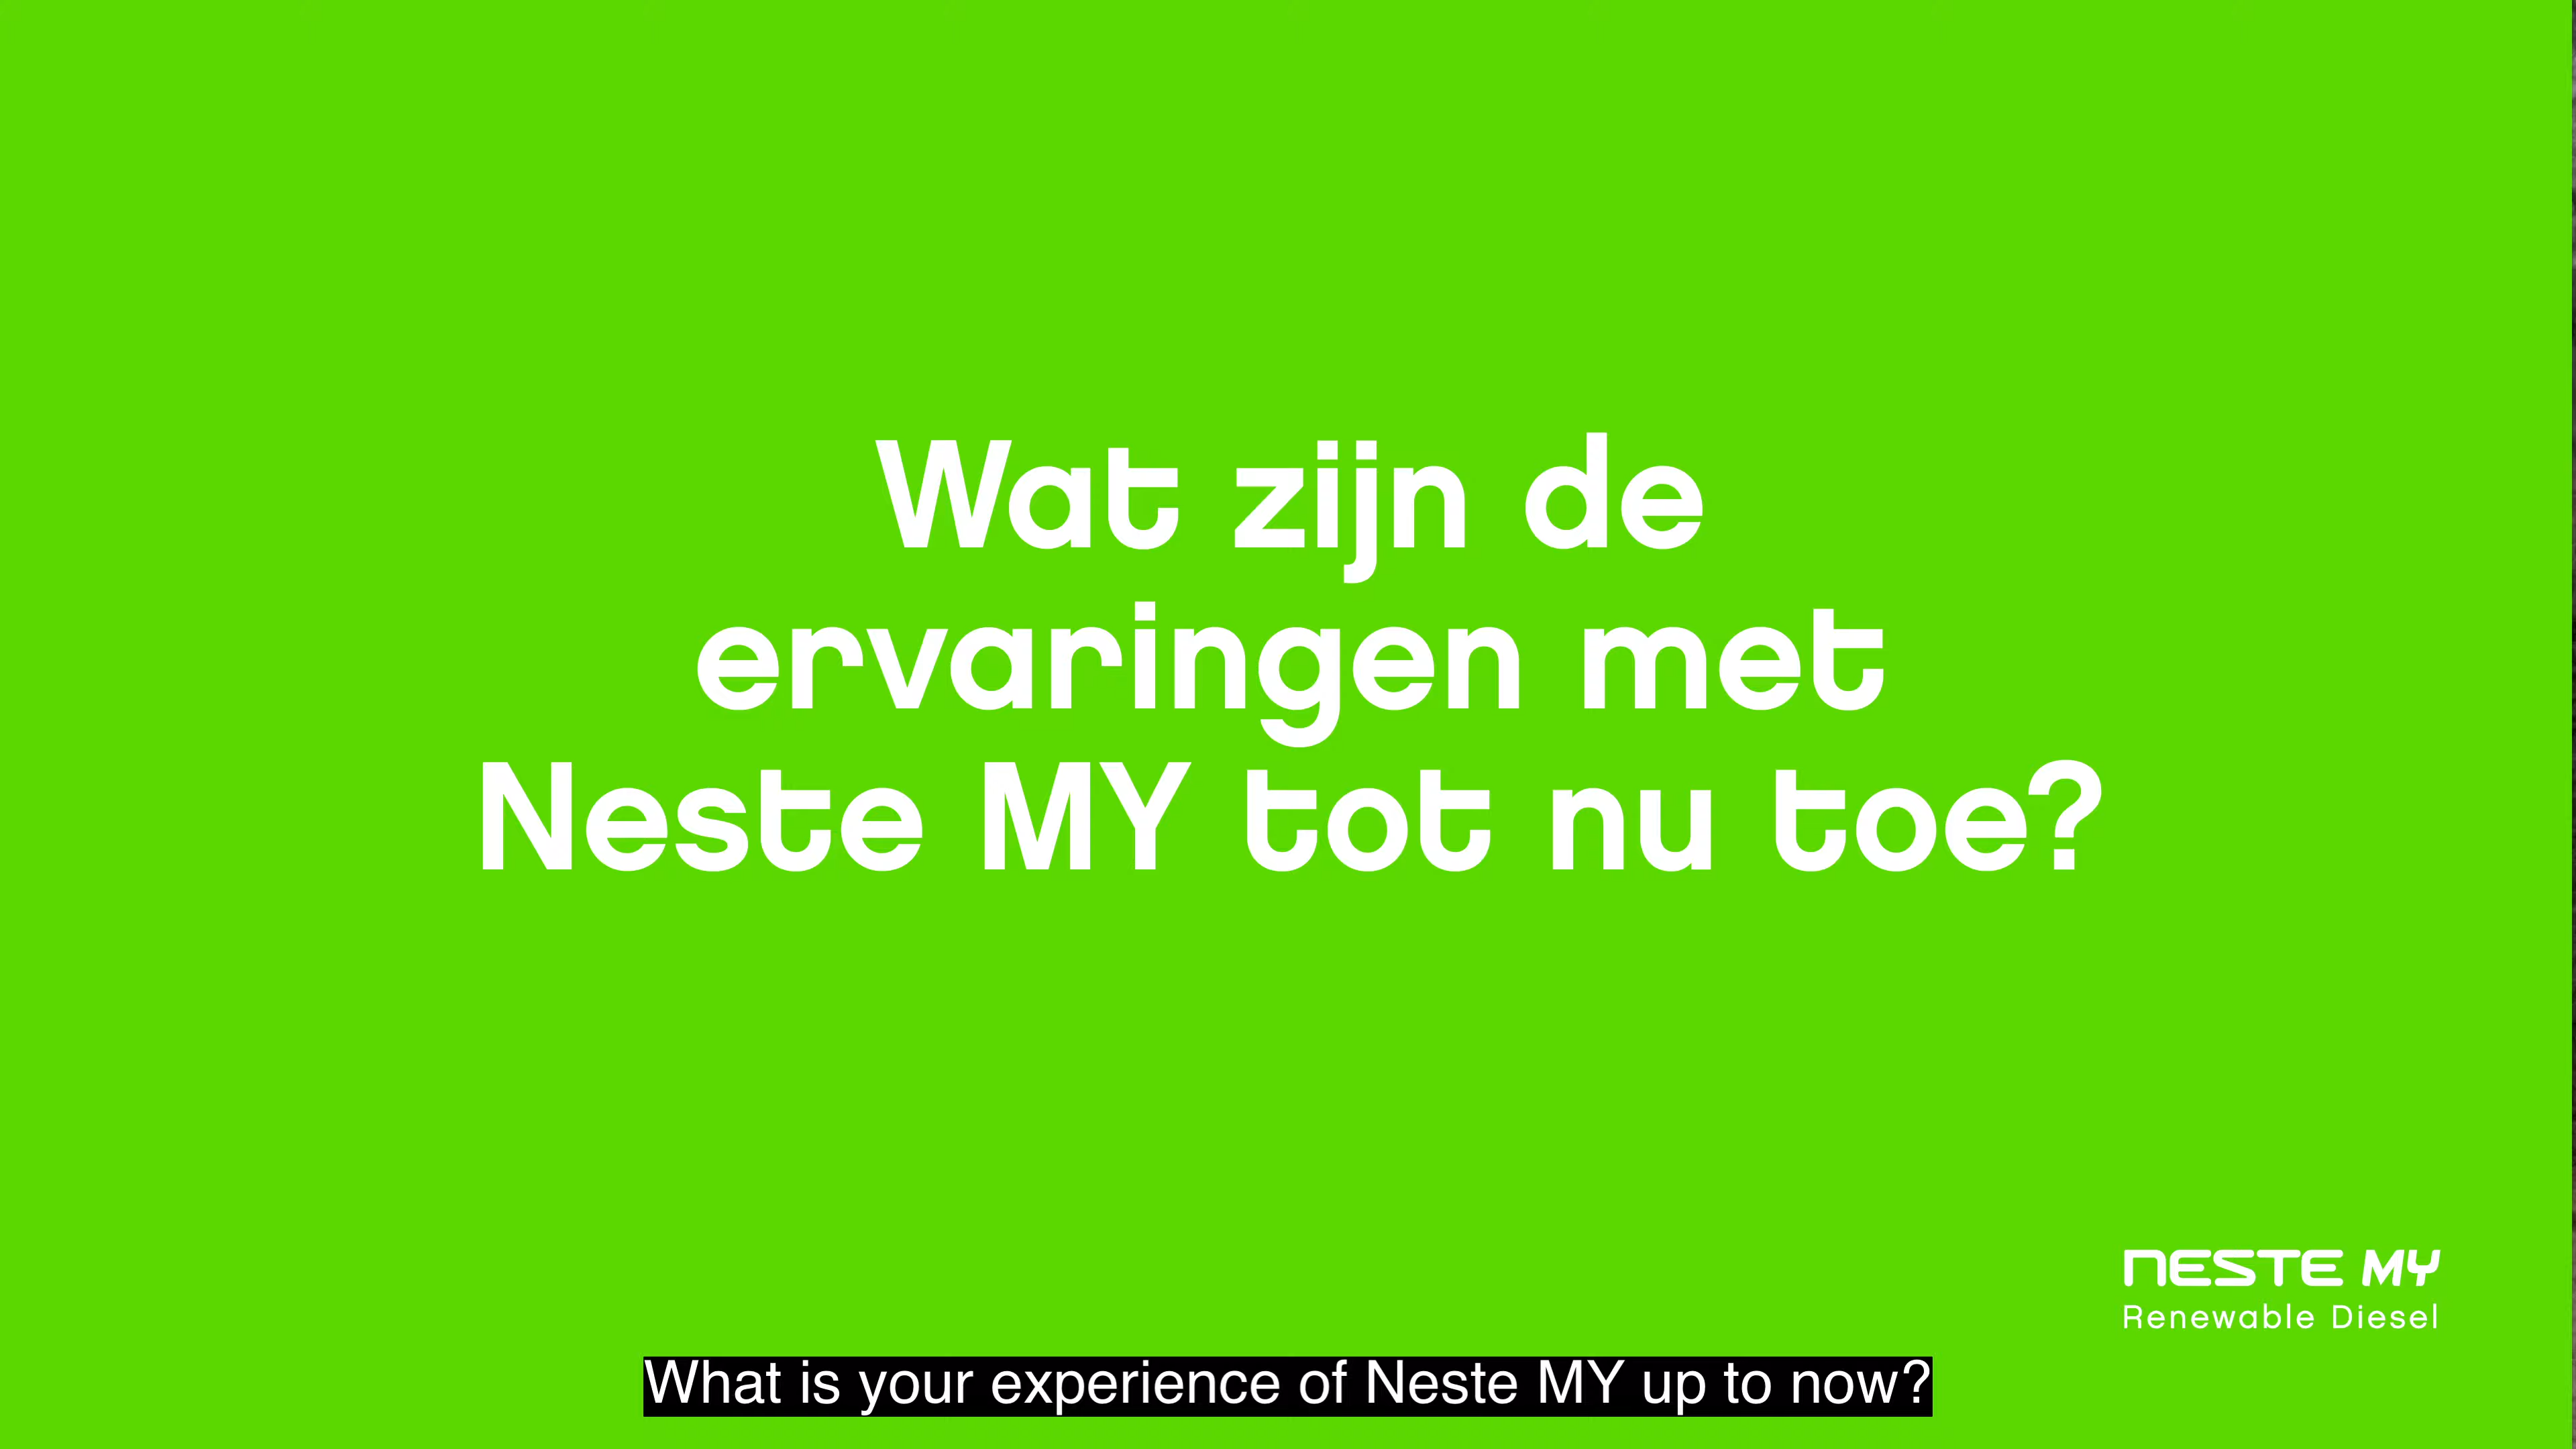 Wat zijn de
ervaringen met
Neste MY tot nu toe?
NESTE MY
Renewable Diesel
What is your experience of Neste MY up to now?